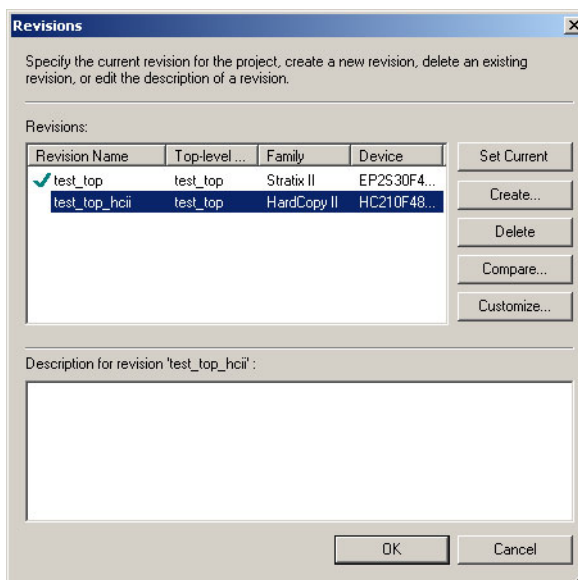 Revisions
Specify the current revision for the project, create a new revision, delete an existing
revision, or edit the description of a revision.
Revisions:
Revision Name Top-level ... Family Device
test_top test_top Stratix II EP2S30F4...
test_top_hcii test_top HardCopy II HC210F48...
Set Current
Create...
Delete
Compare...
Customize...
Description for revision 'test_top_hcii' :
OK Cancel